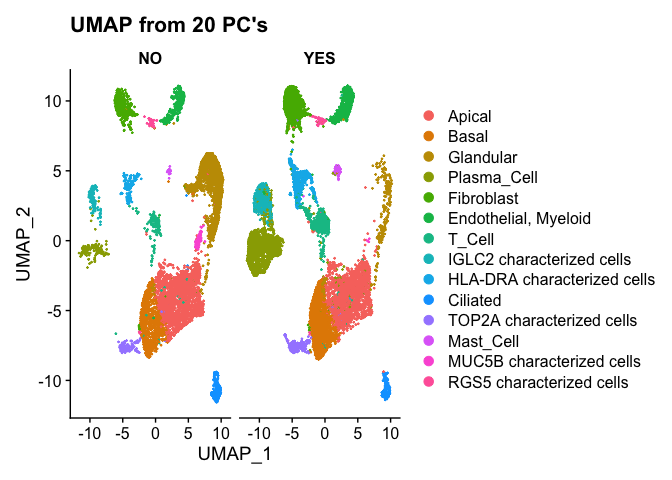 UMAP from 20 PC's
NO
YES
10
5
0
-5
-10
UMAP_2
-10 -5 0 5 10
-10 -5 0 5 10
UMAP_1
Apical
Basal
Glandular
Plasma_Cell
Fibroblast
Endothelial, Myeloid
T_Cell
IGLC2 characterized cells
HLA-DRA characterized cells
Ciliated
TOP2A characterized cells
Mast_Cell
MUC5B characterized cells
RGS5 characterized cells